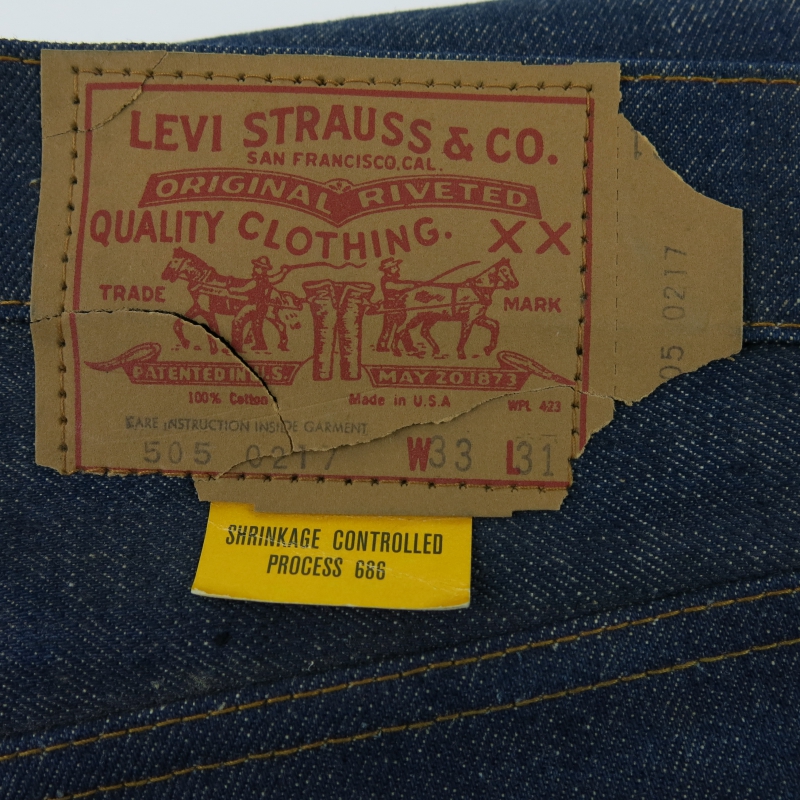 LEVI STRAUSS & CO.
SAN FRANCISCO, CAL.
ORIGINAL RIVETED
QUALITY CLOTHING. XX
TRADE MARK
PATENTED IN U.S. MAY 20 1873
100% Cotton Made in U.S.A WPL 423
CARE INSTRUCTION INSIDE GARMENT
505 0217 W33 L31
05 0217
SHRINKAGE CONTROLLED
PROCESS 686